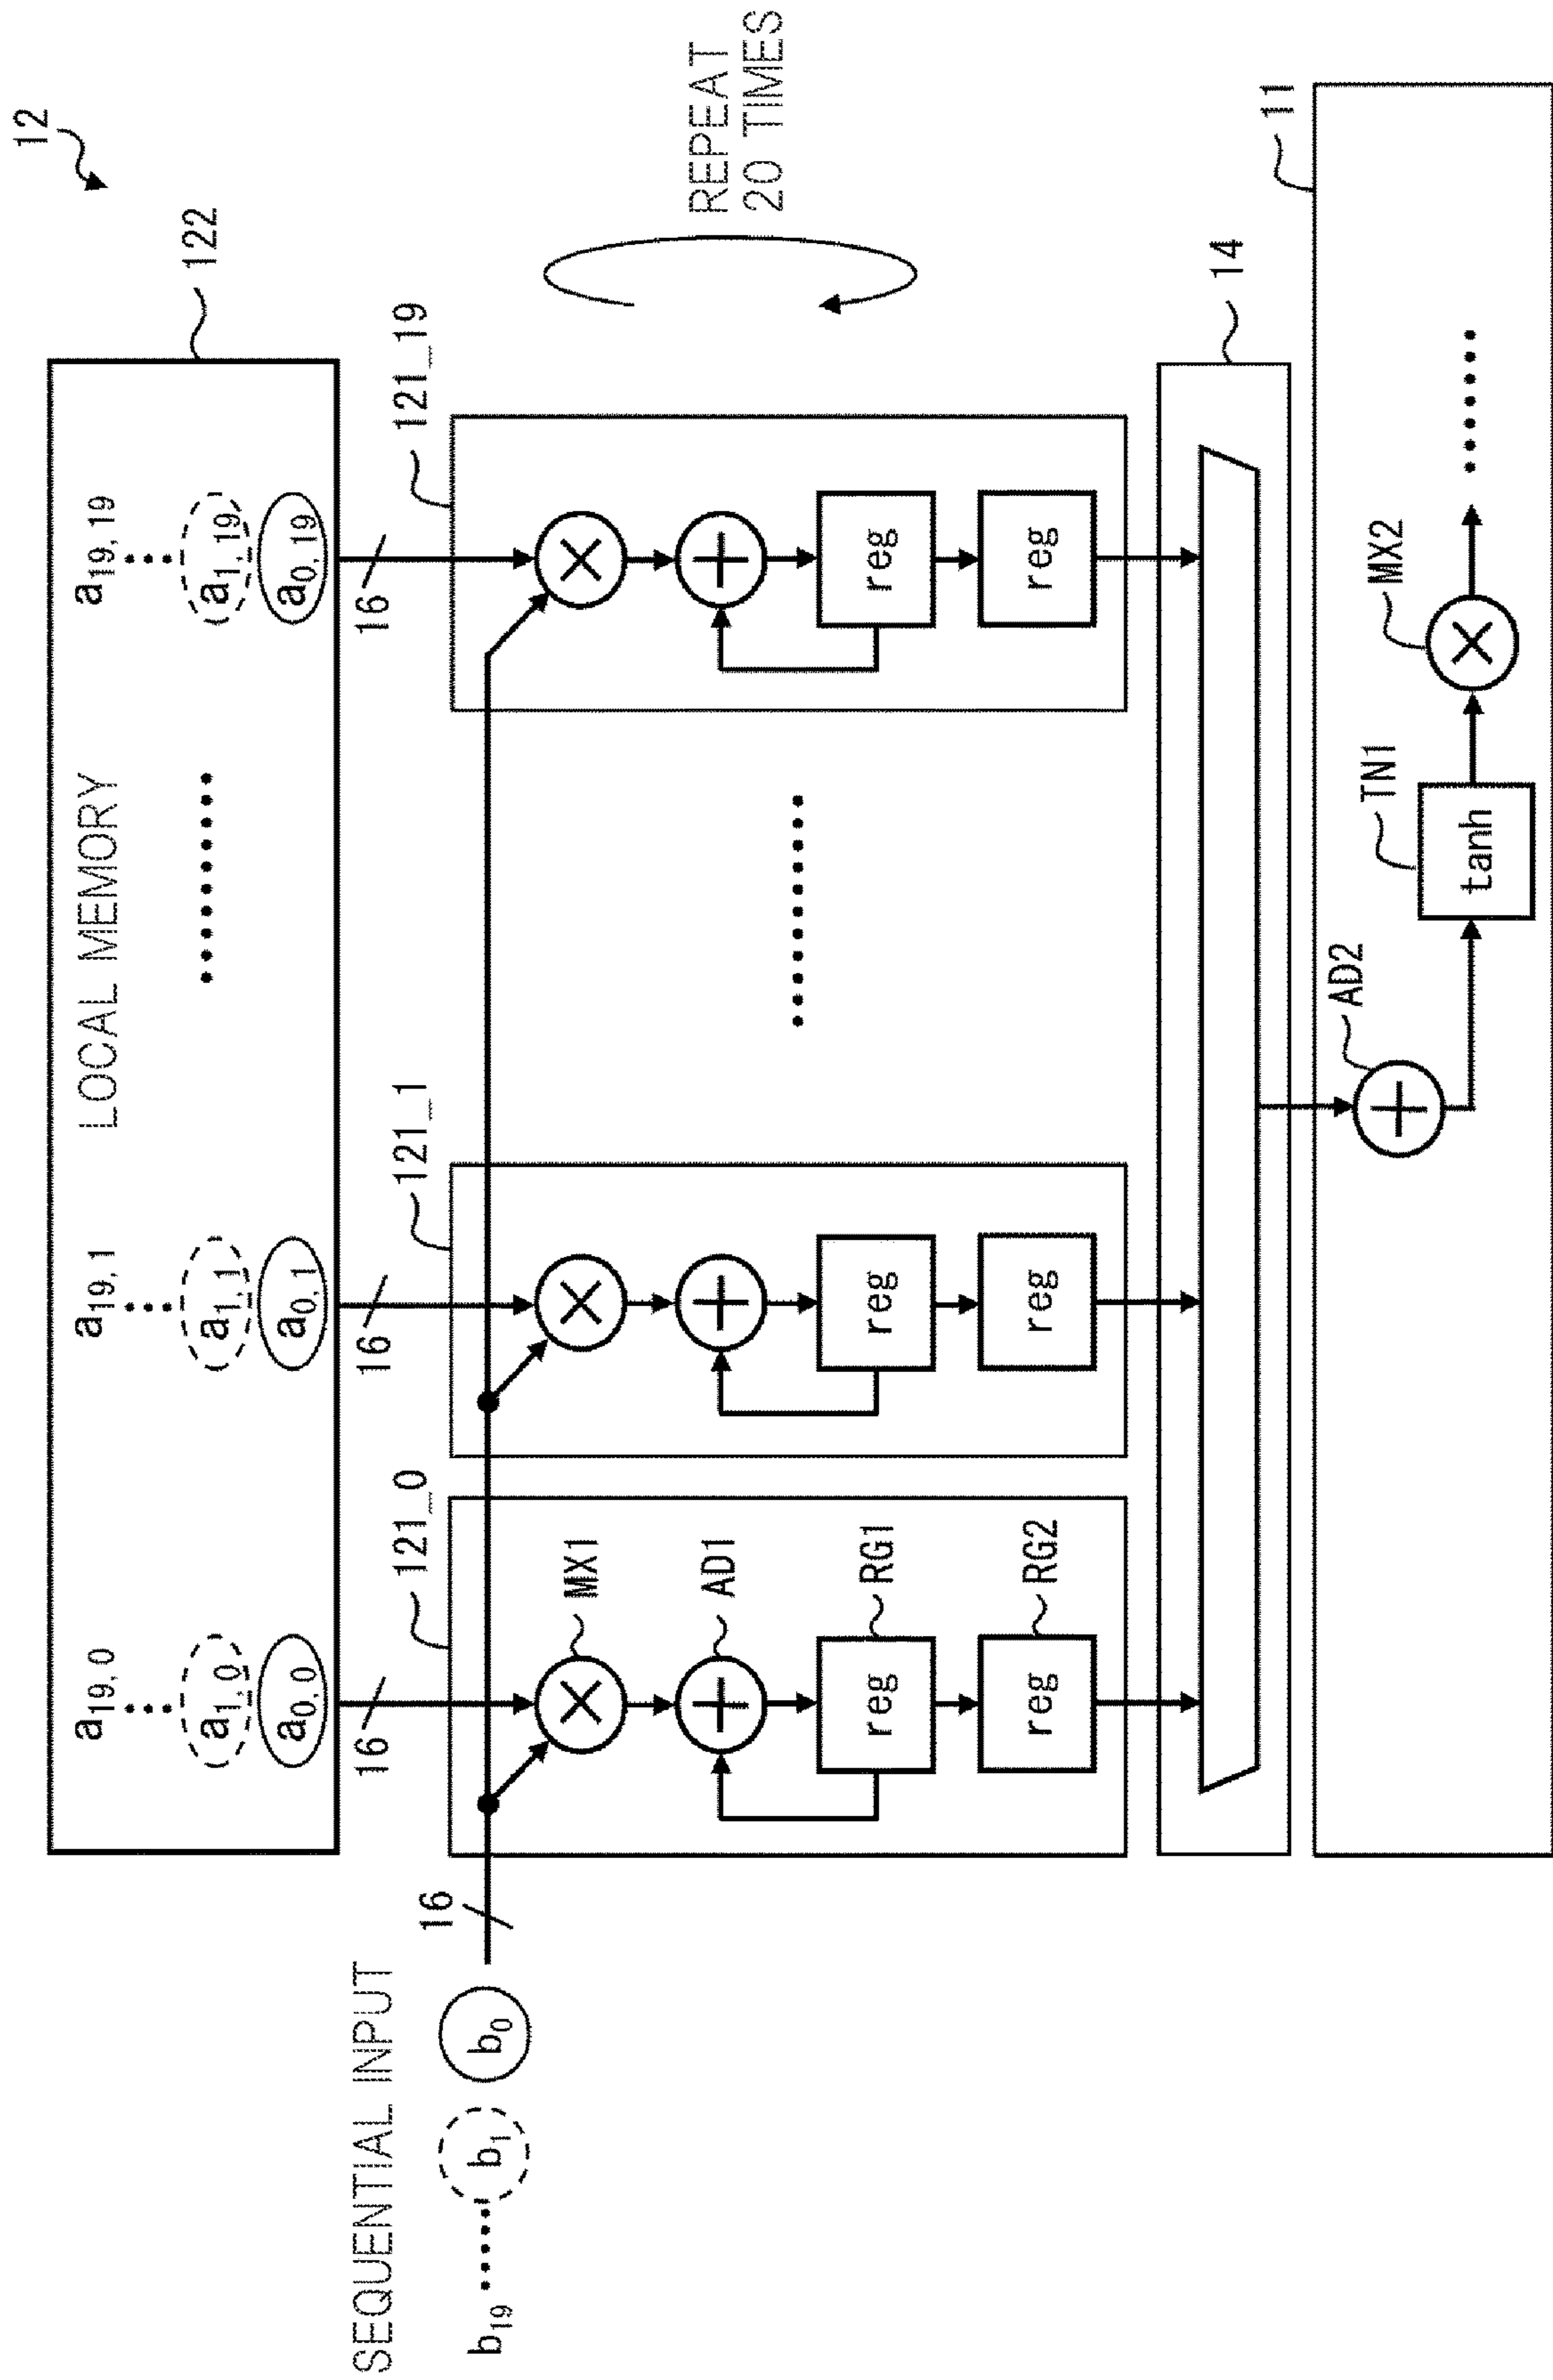 12
122
LOCAL MEMORY
a19,0 a19,1 a19,19
a1,0 a1,1 a1,19
a0,0 a0,1 a0,19
16 16 16
SEQUENTIAL INPUT
b19 b1 b0
16
121_0 121_1 121_19
MX1
AD1
reg reg reg
RG1
reg reg reg
RG2
REPEAT
20 TIMES
14
11
AD2
TN1
tanh
MX2